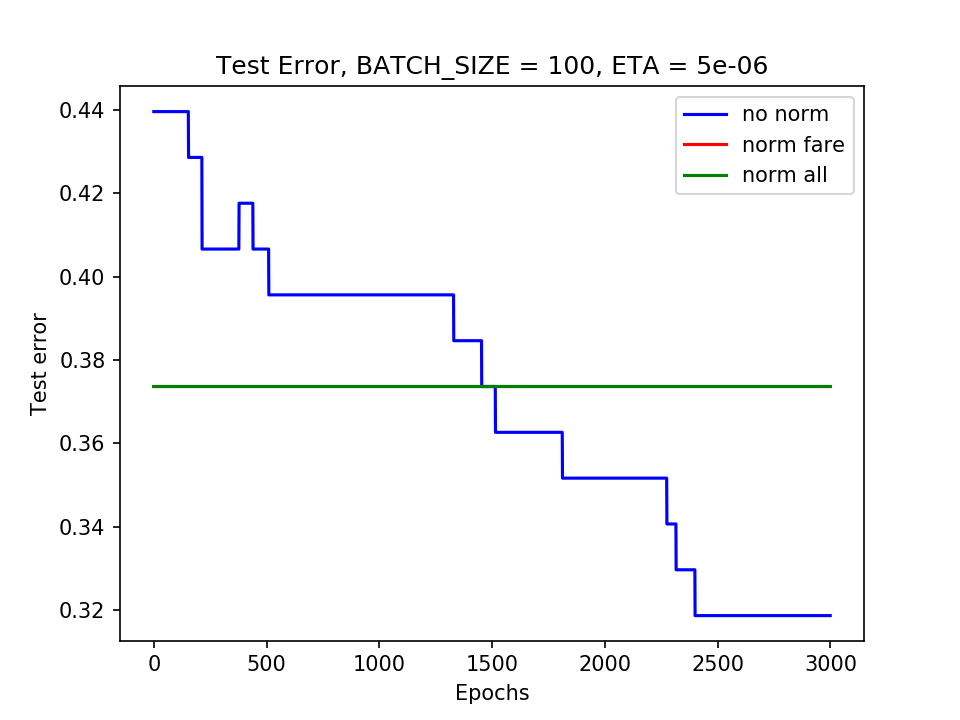 Test Error, BATCH_SIZE = 100, ETA = 5e-06
no norm
norm fare
norm all
Test error
0.44
0.42
0.40
0.38
0.36
0.34
0.32
0 500 1000 1500 2000 2500 3000
Epochs